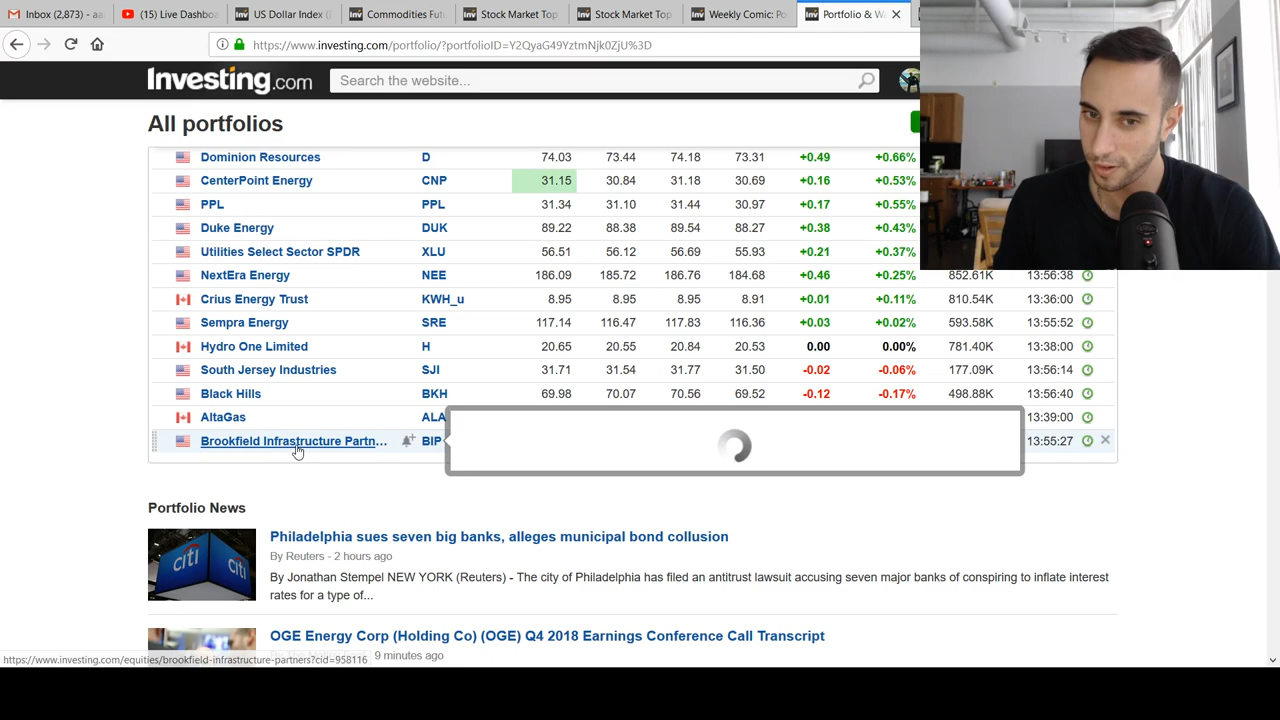 Inbox (2,873) - aa
(15) Live Dashboa
US Dollar Index (
Commodities Futu
Stock Market Top
Stock Market Top
Weekly Comic: Po
Portfolio & Wa
https://www.investing.com/portfolio/?portfolioID=Y2QyaG49YztmNjk0ZjU%3D
Investing.com
Search the website...
All portfolios
Dominion Resources D 74.03 73.44 74.18 73.31 +0.49 +0.66%
CenterPoint Energy CNP 31.15 30.84 31.18 30.69 +0.16 +0.53%
PPL PPL 31.34 31.10 31.44 30.97 +0.17 +0.55%
Duke Energy DUK 89.22 88.38 89.54 88.27 +0.38 +0.43%
Utilities Select Sector SPDR XLU 56.51 56.12 56.69 55.93 +0.21 +0.37%
NextEra Energy NEE 186.09 185.72 186.76 184.68 +0.46 +0.25% 852.61K 13:56:38
Crius Energy Trust KWH_u 8.95 8.95 8.95 8.91 +0.01 +0.11% 810.54K 13:36:00
Sempra Energy SRE 117.14 116.47 117.83 116.36 +0.03 +0.02% 593.58K 13:55:52
Hydro One Limited H 20.65 20.55 20.84 20.53 0.00 0.00% 781.40K 13:38:00
South Jersey Industries SJI 31.71 31.54 31.77 31.50 -0.02 -0.06% 177.09K 13:56:14
Black Hills BKH 69.98 70.07 70.56 69.52 -0.12 -0.17% 498.88K 13:56:40
AltaGas ALA 13:39:00
Brookfield Infrastructure Partn... BIP 13:55:27
Portfolio News
citi
Philadelphia sues seven big banks, alleges municipal bond collusion
By Reuters - 2 hours ago
By Jonathan Stempel NEW YORK (Reuters) - The city of Philadelphia has filed an antitrust lawsuit accusing seven major banks of conspiring to inflate interest
rates for a type of...
OGE Energy Corp (Holding Co) (OGE) Q4 2018 Earnings Conference Call Transcript
9 minutes ago
https://www.investing.com/equities/brookfield-infrastructure-partners?cid=958116